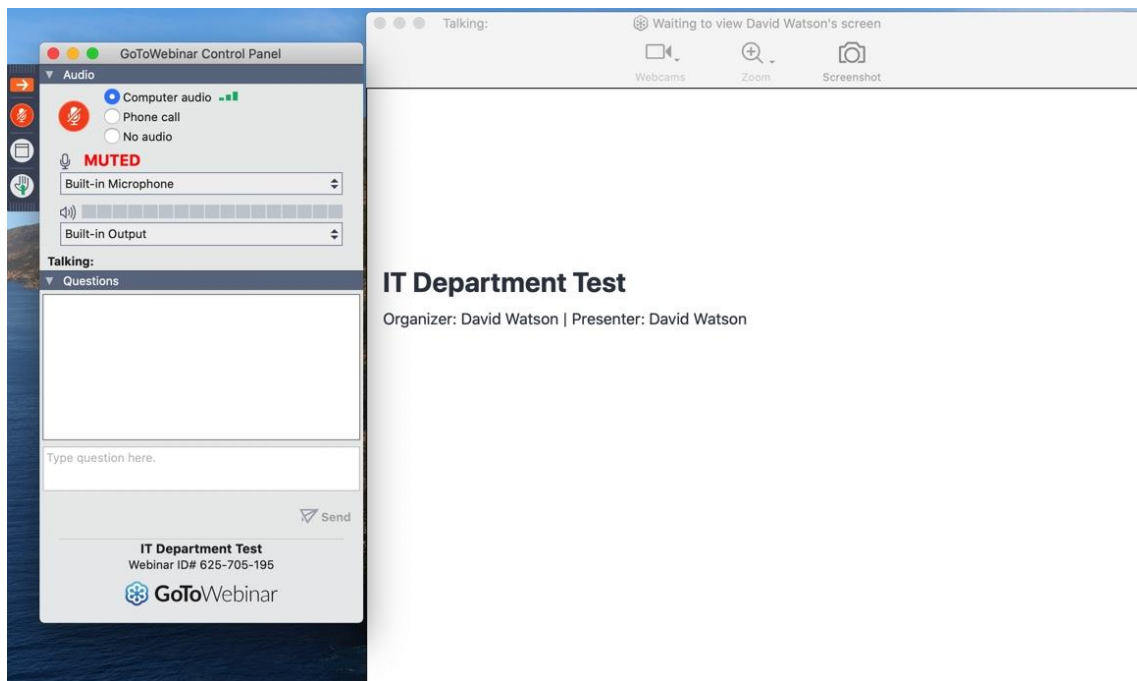 GoToWebinar Control Panel
Audio
Computer audio
Phone call
No audio
MUTED
Built-in Microphone
Built-in Output
Talking:
Questions
Type question here.
Send
IT Department Test
Webinar ID# 625-705-195
GoToWebinar
Talking:
Waiting to view David Watson's screen
Webcams
Zoom
Screenshot
IT Department Test
Organizer: David Watson | Presenter: David Watson